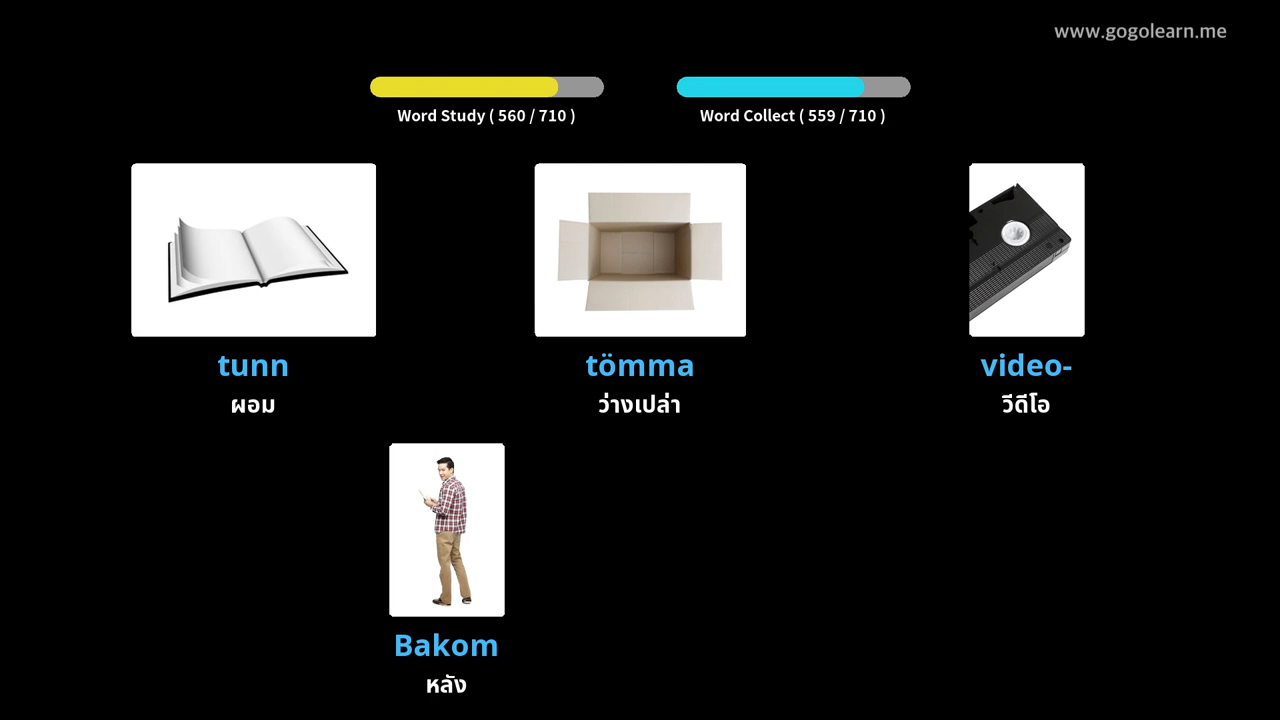 www.gogolearn.me
Word Study ( 560 / 710 )
Word Collect ( 559 / 710 )
tunn
ผอม
tömma
ว่างเปล่า
video-
วีดีโอ
Bakom
หลัง